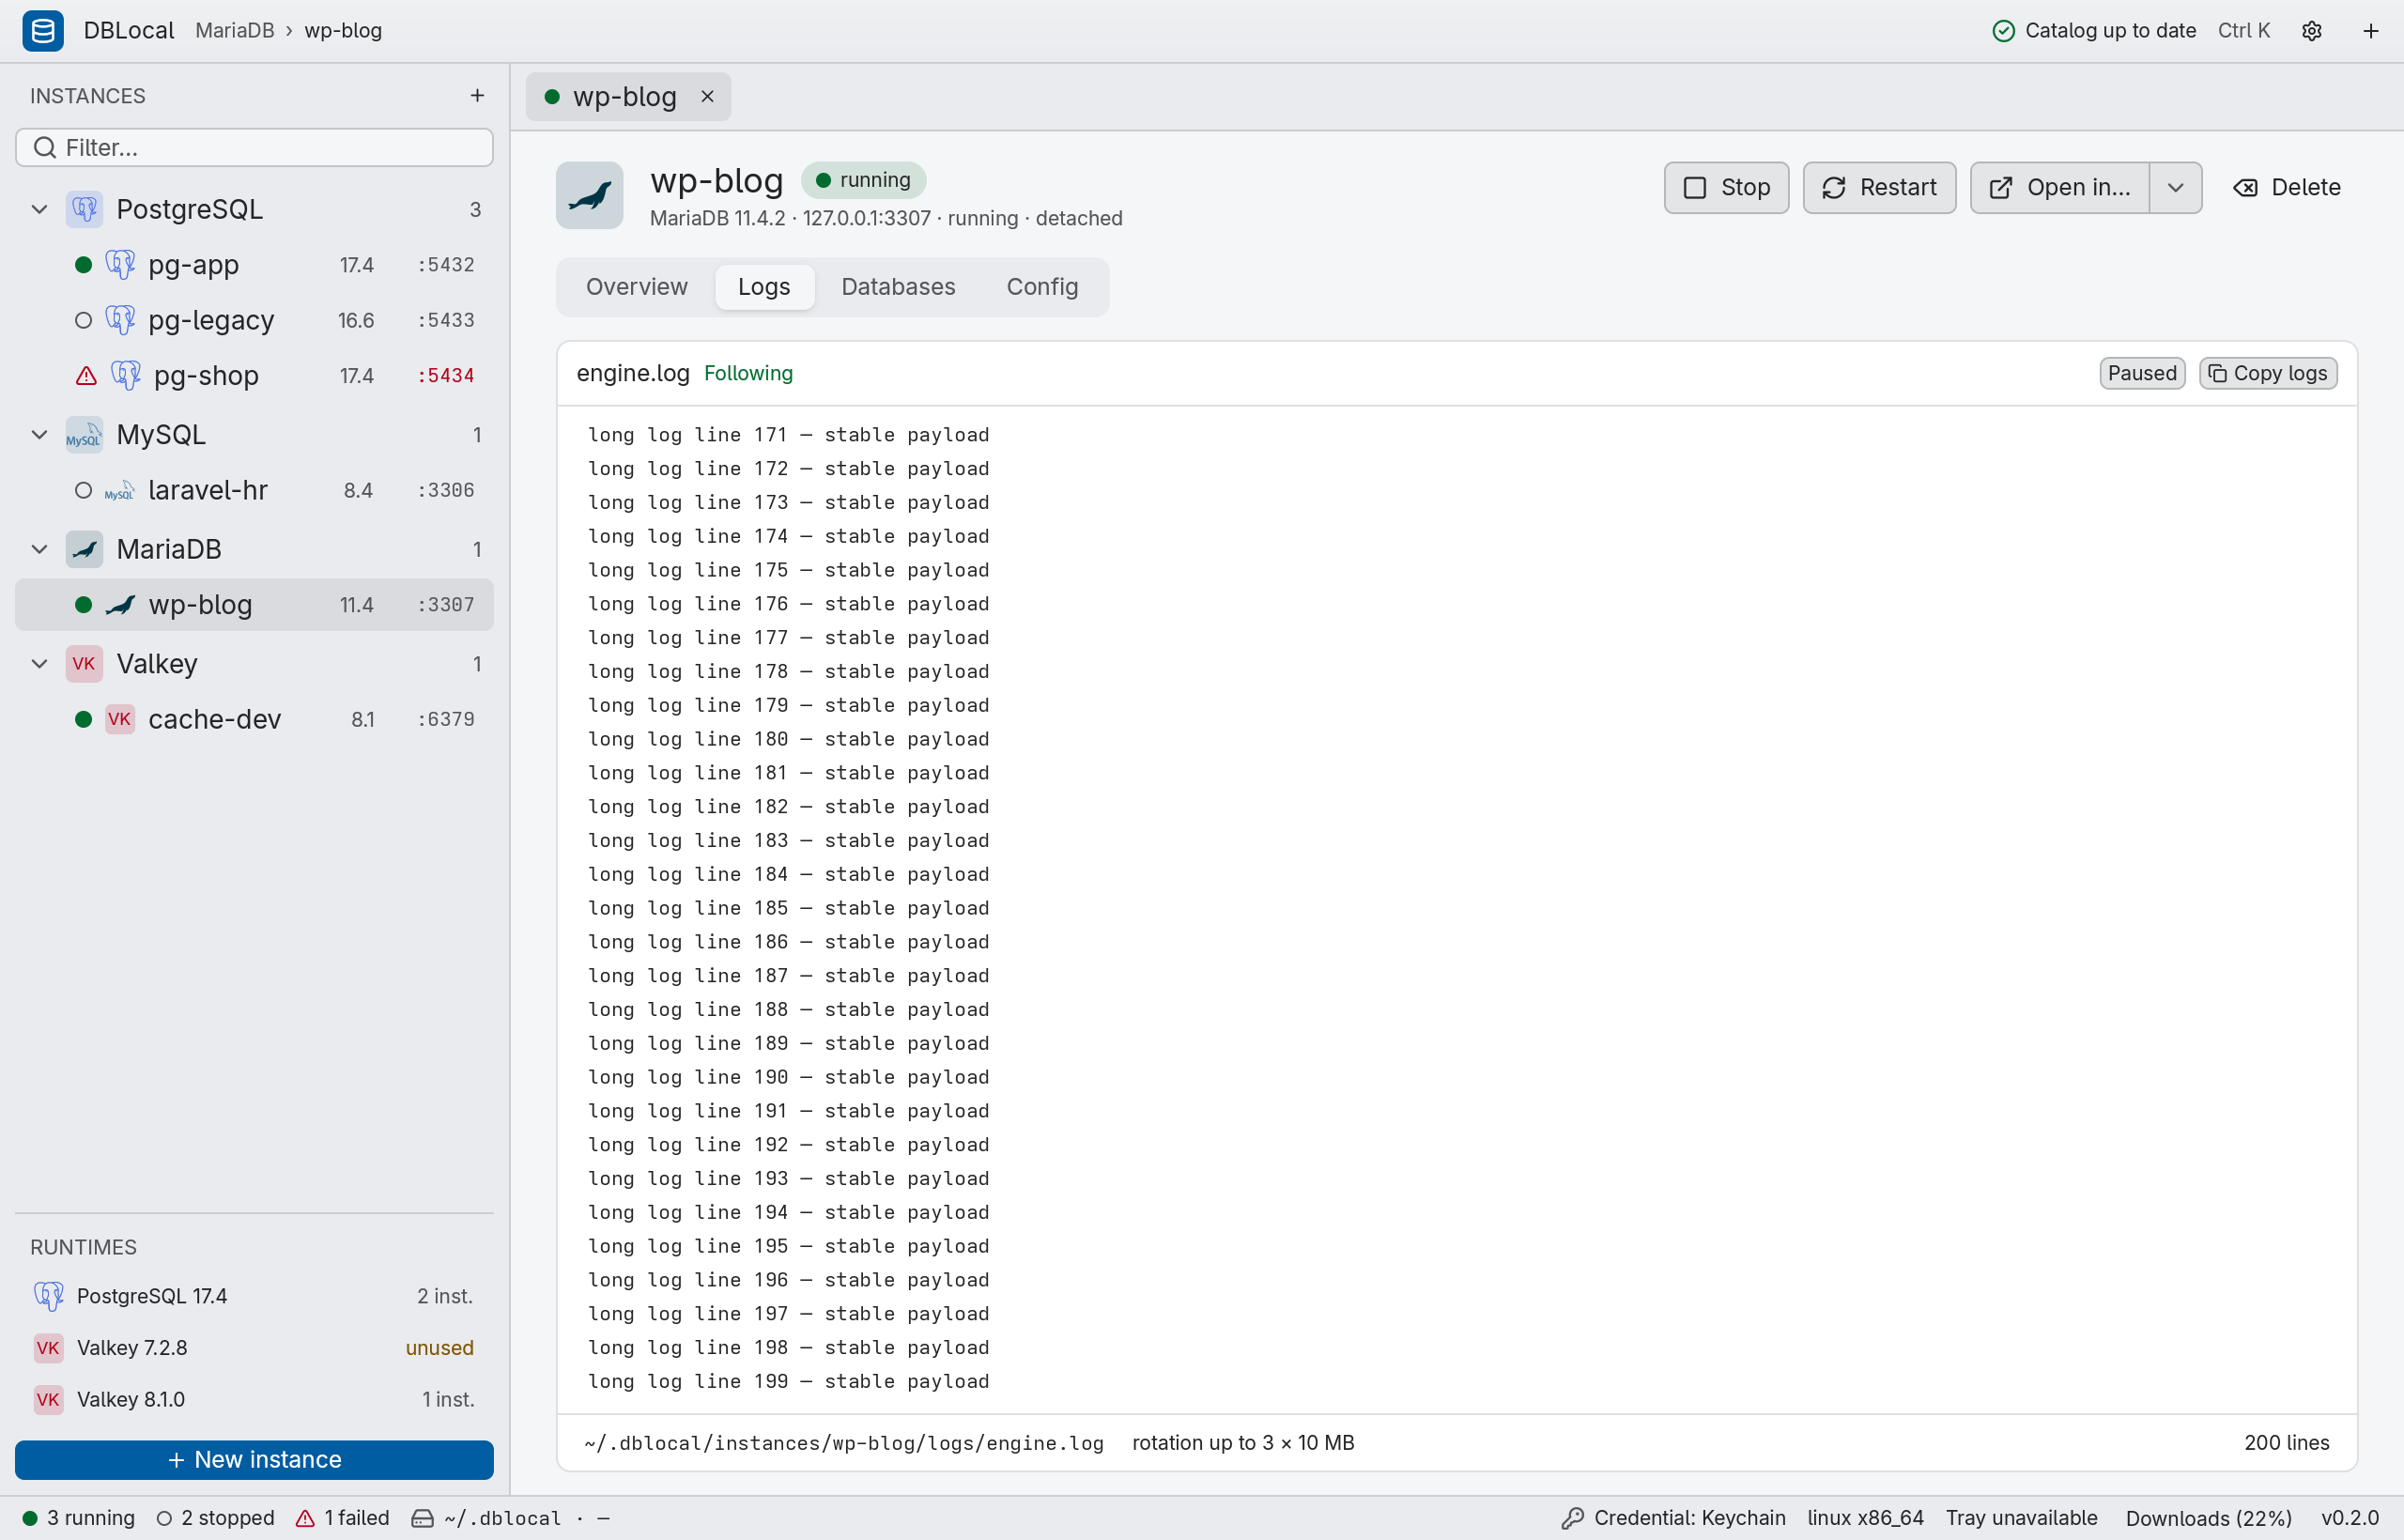 DBLocal MariaDB › wp-blog
Catalog up to date Ctrl K
INSTANCES
Filter...
PostgreSQL 3
pg-app 17.4 :5432
pg-legacy 16.6 :5433
pg-shop 17.4 :5434
MySQL MySQL 1
MySQL laravel-hr 8.4 :3306
MariaDB 1
wp-blog 11.4 :3307
VK Valkey 1
VK cache-dev 8.1 :6379
RUNTIMES
PostgreSQL 17.4 2 inst.
VK Valkey 7.2.8 unused
VK Valkey 8.1.0 1 inst.
+ New instance
wp-blog ×
wp-blog running
MariaDB 11.4.2 · 127.0.0.1:3307 · running · detached
Stop Restart Open in... Delete
Overview Logs Databases Config
engine.log Following Paused Copy logs
long log line 171 — stable payload
long log line 172 — stable payload
long log line 173 — stable payload
long log line 174 — stable payload
long log line 175 — stable payload
long log line 176 — stable payload
long log line 177 — stable payload
long log line 178 — stable payload
long log line 179 — stable payload
long log line 180 — stable payload
long log line 181 — stable payload
long log line 182 — stable payload
long log line 183 — stable payload
long log line 184 — stable payload
long log line 185 — stable payload
long log line 186 — stable payload
long log line 187 — stable payload
long log line 188 — stable payload
long log line 189 — stable payload
long log line 190 — stable payload
long log line 191 — stable payload
long log line 192 — stable payload
long log line 193 — stable payload
long log line 194 — stable payload
long log line 195 — stable payload
long log line 196 — stable payload
long log line 197 — stable payload
long log line 198 — stable payload
long log line 199 — stable payload
~/.dblocal/instances/wp-blog/logs/engine.log rotation up to 3 × 10 MB 200 lines
3 running 2 stopped 1 failed ~/.dblocal · — Credential: Keychain linux x86_64 Tray unavailable Downloads (22%) v0.2.0